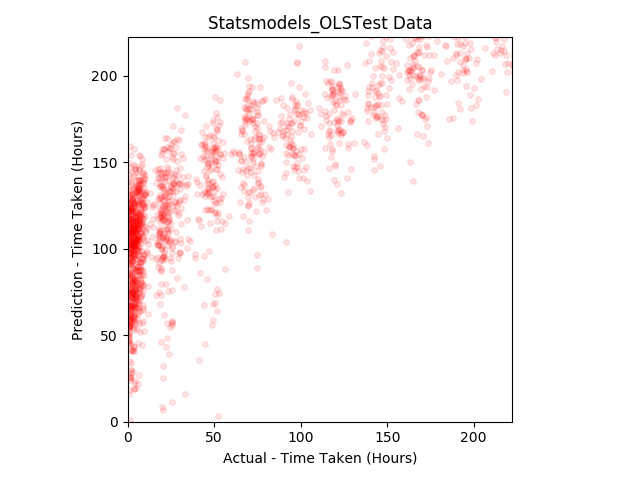 Statsmodels_OLSTest Data
Prediction - Time Taken (Hours)
200
150
100
50
0
0 50 100 150 200
Actual - Time Taken (Hours)